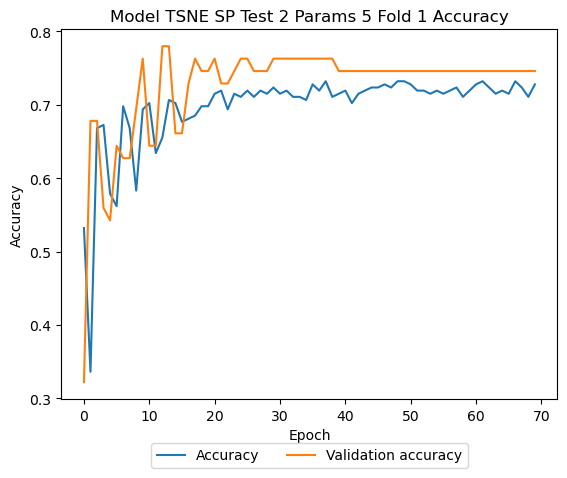 Model TSNE SP Test 2 Params 5 Fold 1 Accuracy
0.8
0.7
0.6
0.5
0.4
0.3
Accuracy
0 10 20 30 40 50 60 70
Epoch
Accuracy Validation accuracy